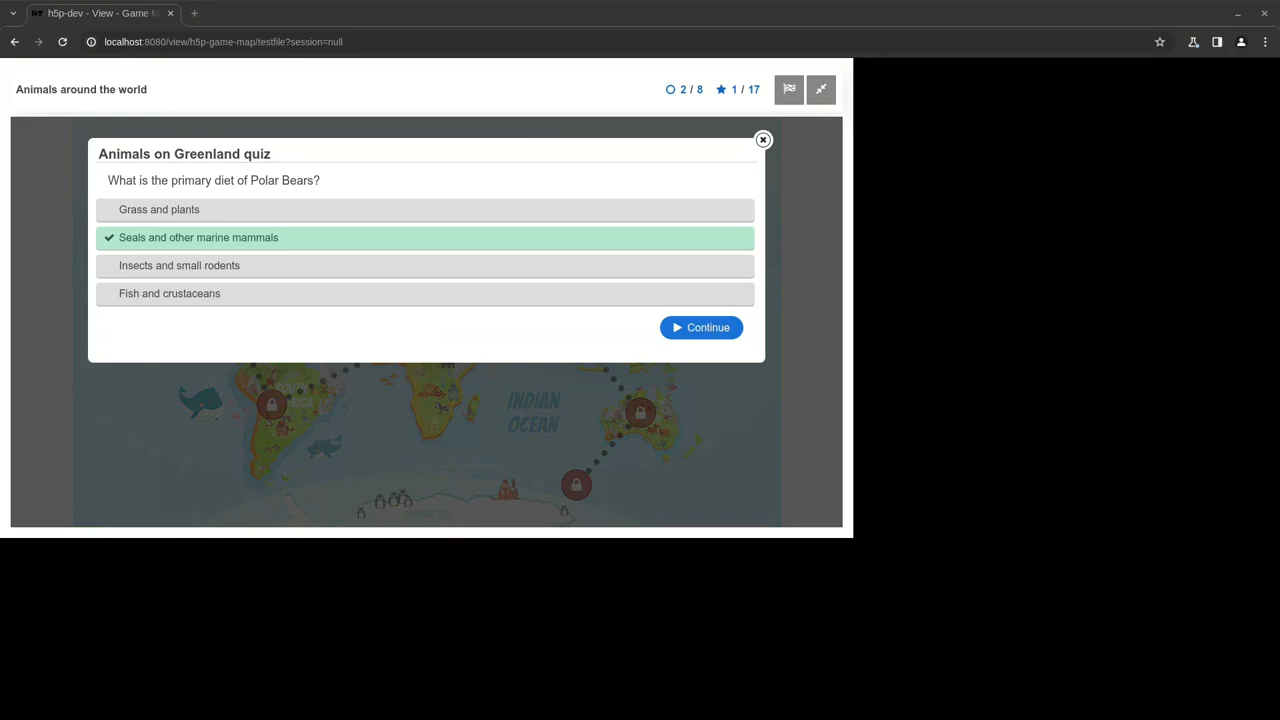 h5p-dev - View - Game M
localhost:8080/view/h5p-game-map/testfile?session=null
Animals around the world
2 / 8
1 / 17
Animals on Greenland quiz
What is the primary diet of Polar Bears?
Grass and plants
Seals and other marine mammals
Insects and small rodents
Fish and crustaceans
Continue
SOUTH
INDIAN
OCEAN